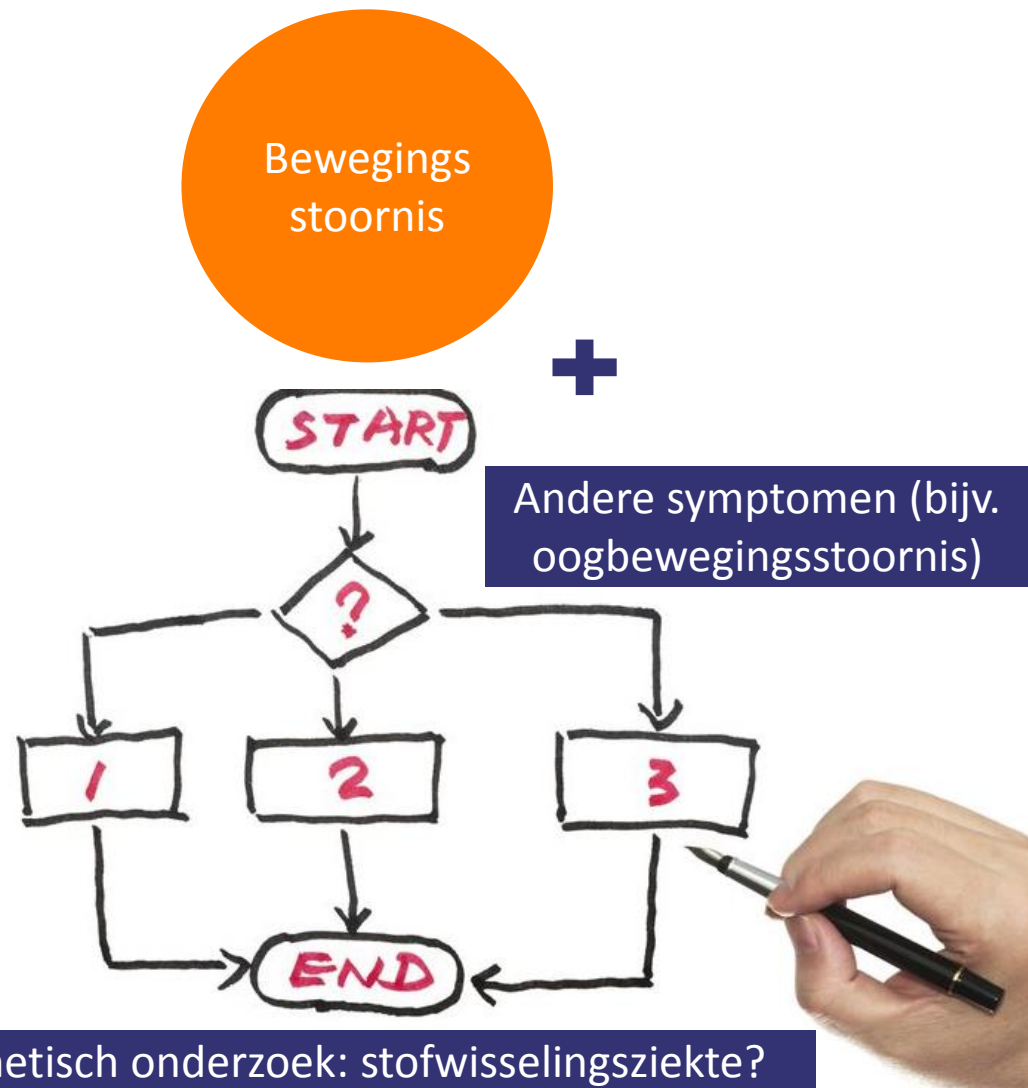 Bewegings
stoornis
START
Andere symptomen (bijv.
oogbewegingsstoornis)
?
1
2
3
END
netisch onderzoek: stofwisselingsziekte?